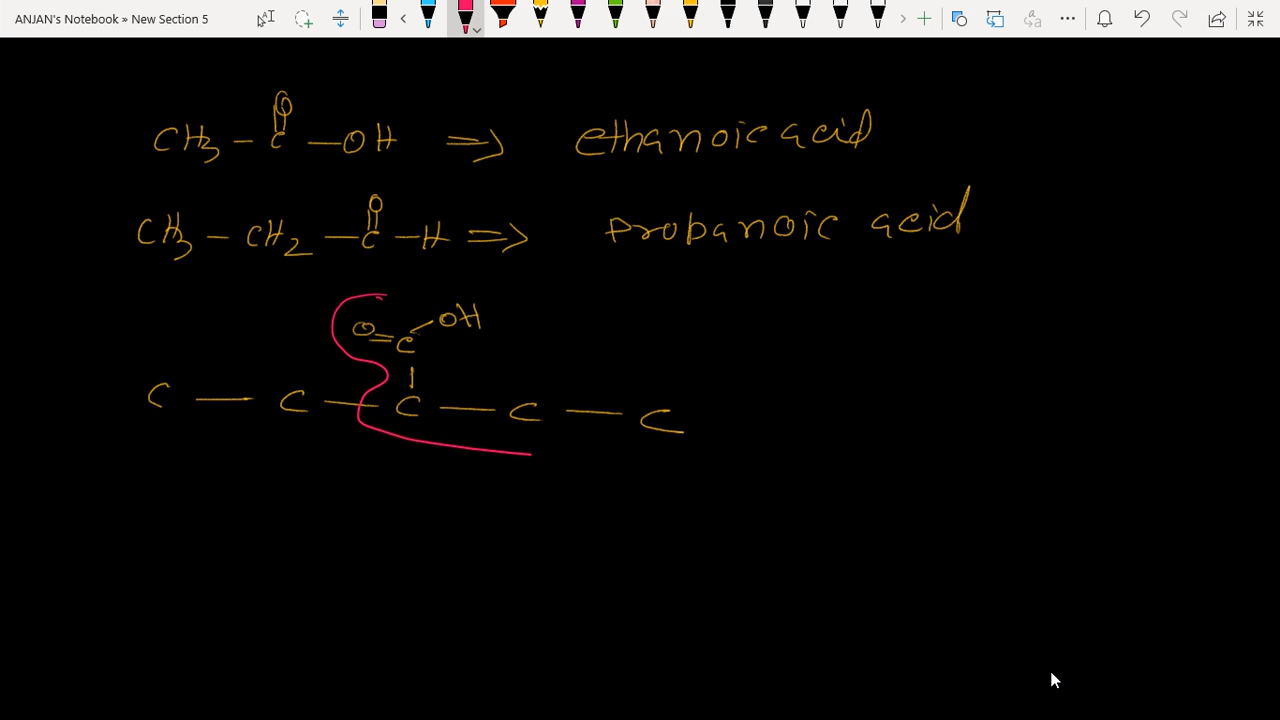 ANJAN's Notebook » New Section 5
O
CH3 - C - OH => ethanoic acid
O
CH3 - CH2 - C - H => propanoic acid
O = C - OH
C - C - C - C - C